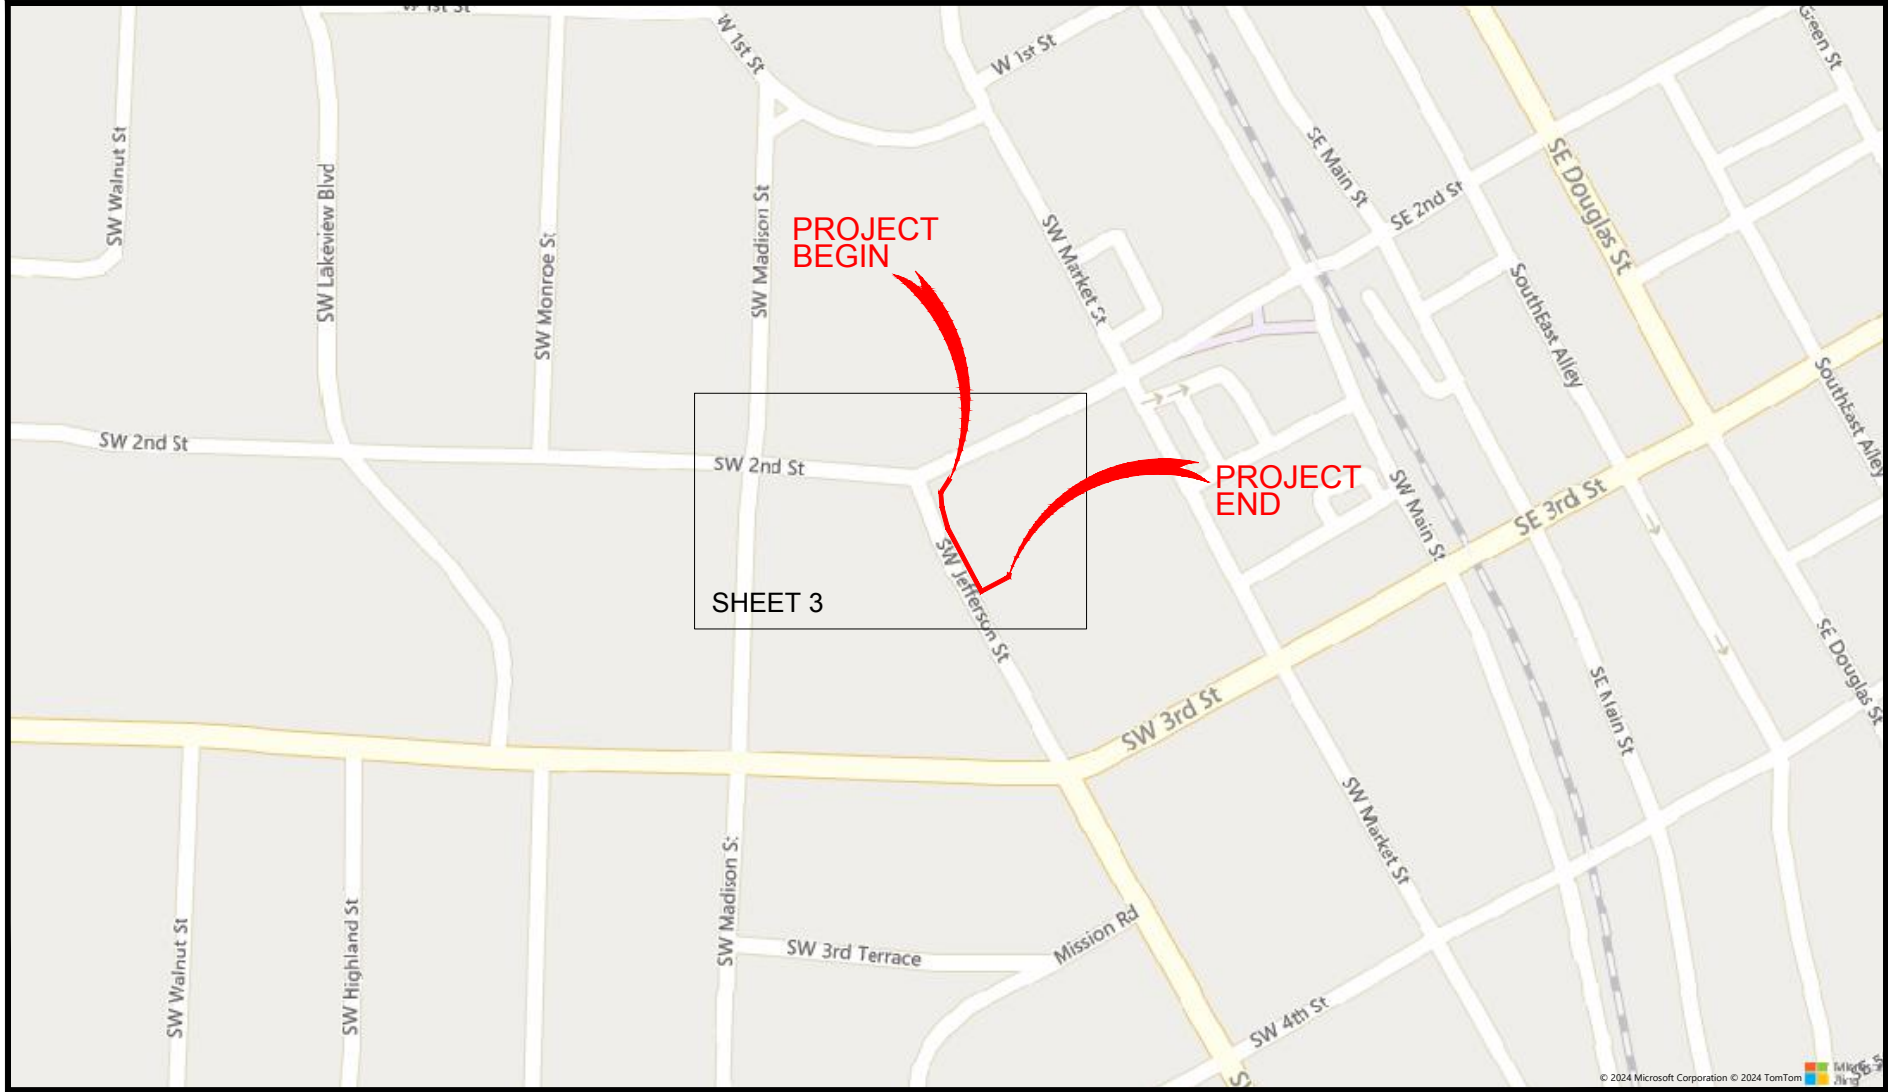 W 1st St
W 1st St
W 1st St
Green St
SW Walnut St
SW Lakeview Blvd
SW Monroe St
SW Madison St
PROJECT
BEGIN
SW Market St
SE Main St
SE 2nd St
SE Douglas St
SouthEast Alley
SouthEast Alley
SW 2nd St
SW 2nd St
PROJECT
END
SW Main St
SE 3rd St
SW Jefferson St
SHEET 3
SW 3rd St
SE Main St
SE Douglas St
SW Market St
SW Walnut St
SW Highland St
SW Madison St
SW 3rd Terrace
Mission Rd
SW 4th St
© 2024 Microsoft Corporation © 2024 TomTom